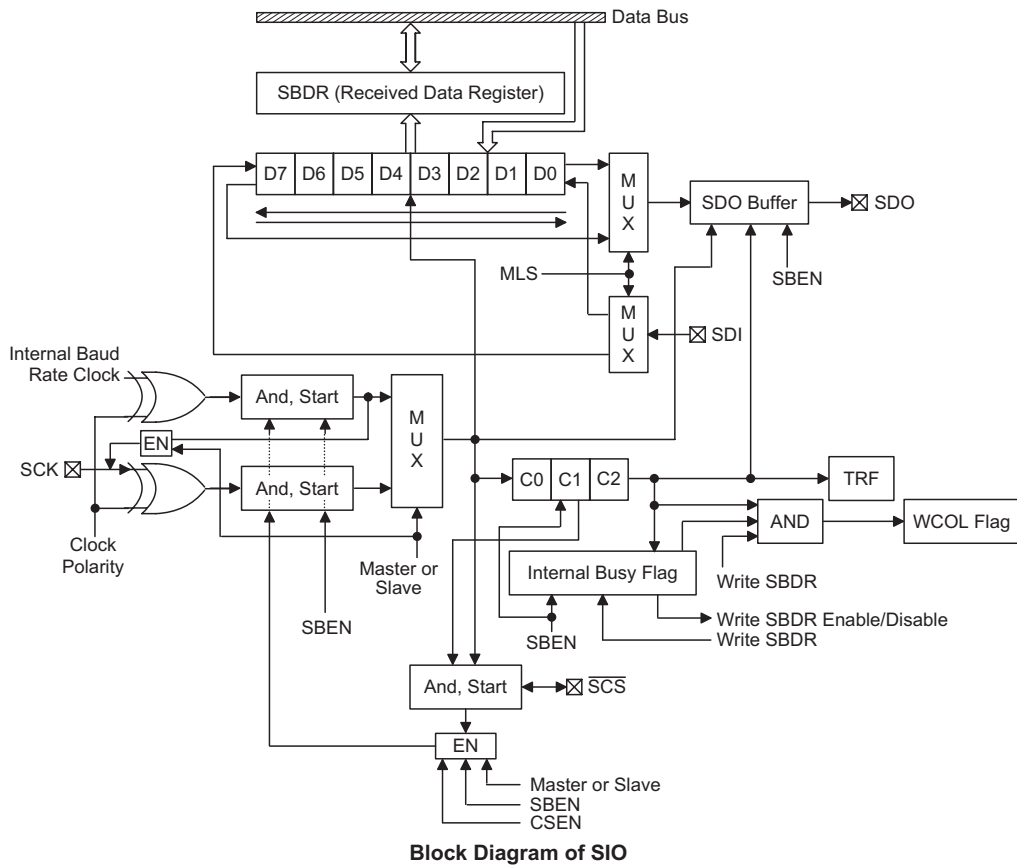 Data Bus
SBDR (Received Data Register)
D7 D6 D5 D4 D3 D2 D1 D0
M
U
X
SDO Buffer
SDO
MLS
SBEN
M
U
X
SDI
Internal Baud
Rate Clock
And, Start
M
U
X
EN
SCK
And, Start
C0 C1 C2
TRF
AND
WCOL Flag
Clock
Polarity
Master or
Slave
Internal Busy Flag
Write SBDR
SBEN
SBEN
Write SBDR Enable/Disable
Write SBDR
And, Start
SCS
EN
Master or Slave
SBEN
CSEN
Block Diagram of SIO